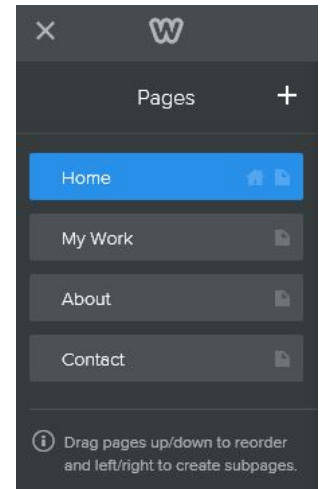 Pages
Home
My Work
About
Contact
Drag pages up/down to reorder
and left/right to create subpages.